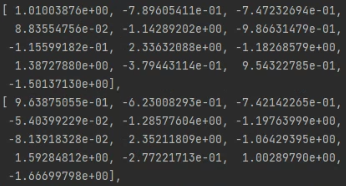 [ 1.01003876e+00, -7.89605411e-01, -7.47232694e-01,
8.83554756e-02, -1.14289202e+00, -9.86631479e-01,
-1.15599182e-01, 2.33632088e+00, -1.18268579e+00,
1.38727880e+00, -3.79443114e-01, 9.54322785e-01,
-1.50137130e+00],
[ 9.63875055e-01, -6.23008293e-01, -7.42142265e-01,
-5.40399229e-02, -1.28577604e+00, -1.19763999e+00,
-8.13918328e-02, 2.35211809e+00, -1.06429395e+00,
1.59284812e+00, -2.77221713e-01, 1.00289790e+00,
-1.66699798e+00],